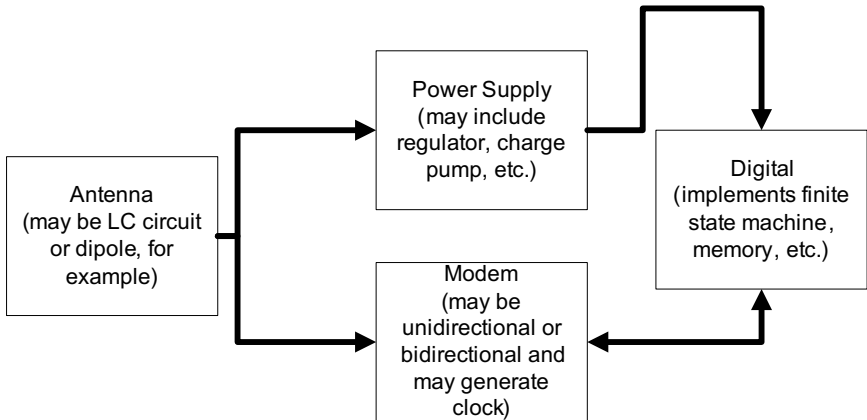 Power Supply
(may include
regulator, charge
pump, etc.)
Antenna
(may be LC circuit
or dipole, for
example)
Digital
(implements finite
state machine,
memory, etc.)
Modem
(may be
unidirectional or
bidirectional and
may generate
clock)